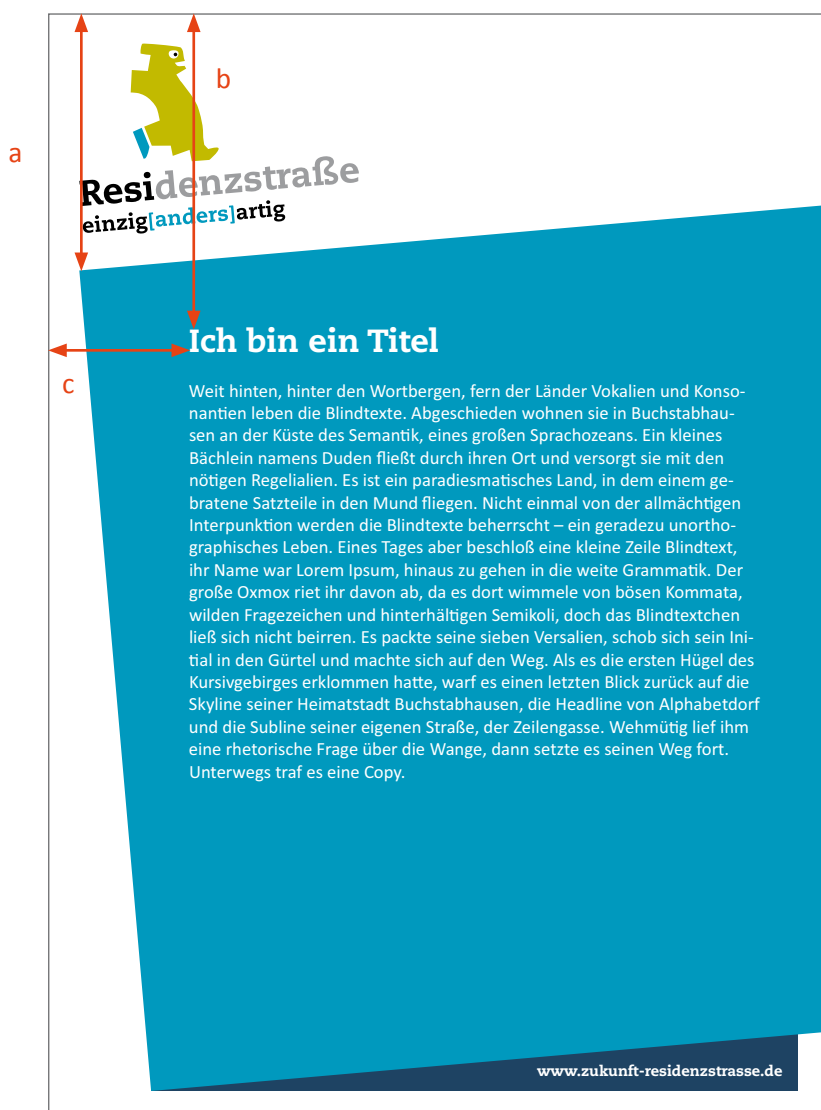 a
b
Residenzstraße
einzig[anders]artig
Ich bin ein Titel
c
Weit hinten, hinter den Wortbergen, fern der Länder Vokalien und Konso-
nantien leben die Blindtexte. Abgeschieden wohnen sie in Buchstabhau-
sen an der Küste des Semantik, eines großen Sprachozeans. Ein kleines
Bächlein namens Duden fließt durch ihren Ort und versorgt sie mit den
nötigen Regelialien. Es ist ein paradiesmatisches Land, in dem einem ge-
bratene Satzteile in den Mund fliegen. Nicht einmal von der allmächtigen
Interpunktion werden die Blindtexte beherrscht – ein geradezu unortho-
graphisches Leben. Eines Tages aber beschloß eine kleine Zeile Blindtext,
ihr Name war Lorem Ipsum, hinaus zu gehen in die weite Grammatik. Der
große Oxmox riet ihr davon ab, da es dort wimmele von bösen Kommata,
wilden Fragezeichen und hinterhältigen Semikoli, doch das Blindtextchen
ließ sich nicht beirren. Es packte seine sieben Versalien, schob sich sein Ini-
tial in den Gürtel und machte sich auf den Weg. Als es die ersten Hügel des
Kursivgebirges erklommen hatte, warf es einen letzten Blick zurück auf die
Skyline seiner Heimatstadt Buchstabhausen, die Headline von Alphabetdorf
und die Subline seiner eigenen Straße, der Zeilengasse. Wehmütig lief ihm
eine rhetorische Frage über die Wange, dann setzte es seinen Weg fort.
Unterwegs traf es eine Copy.
www.zukunft-residenzstrasse.de